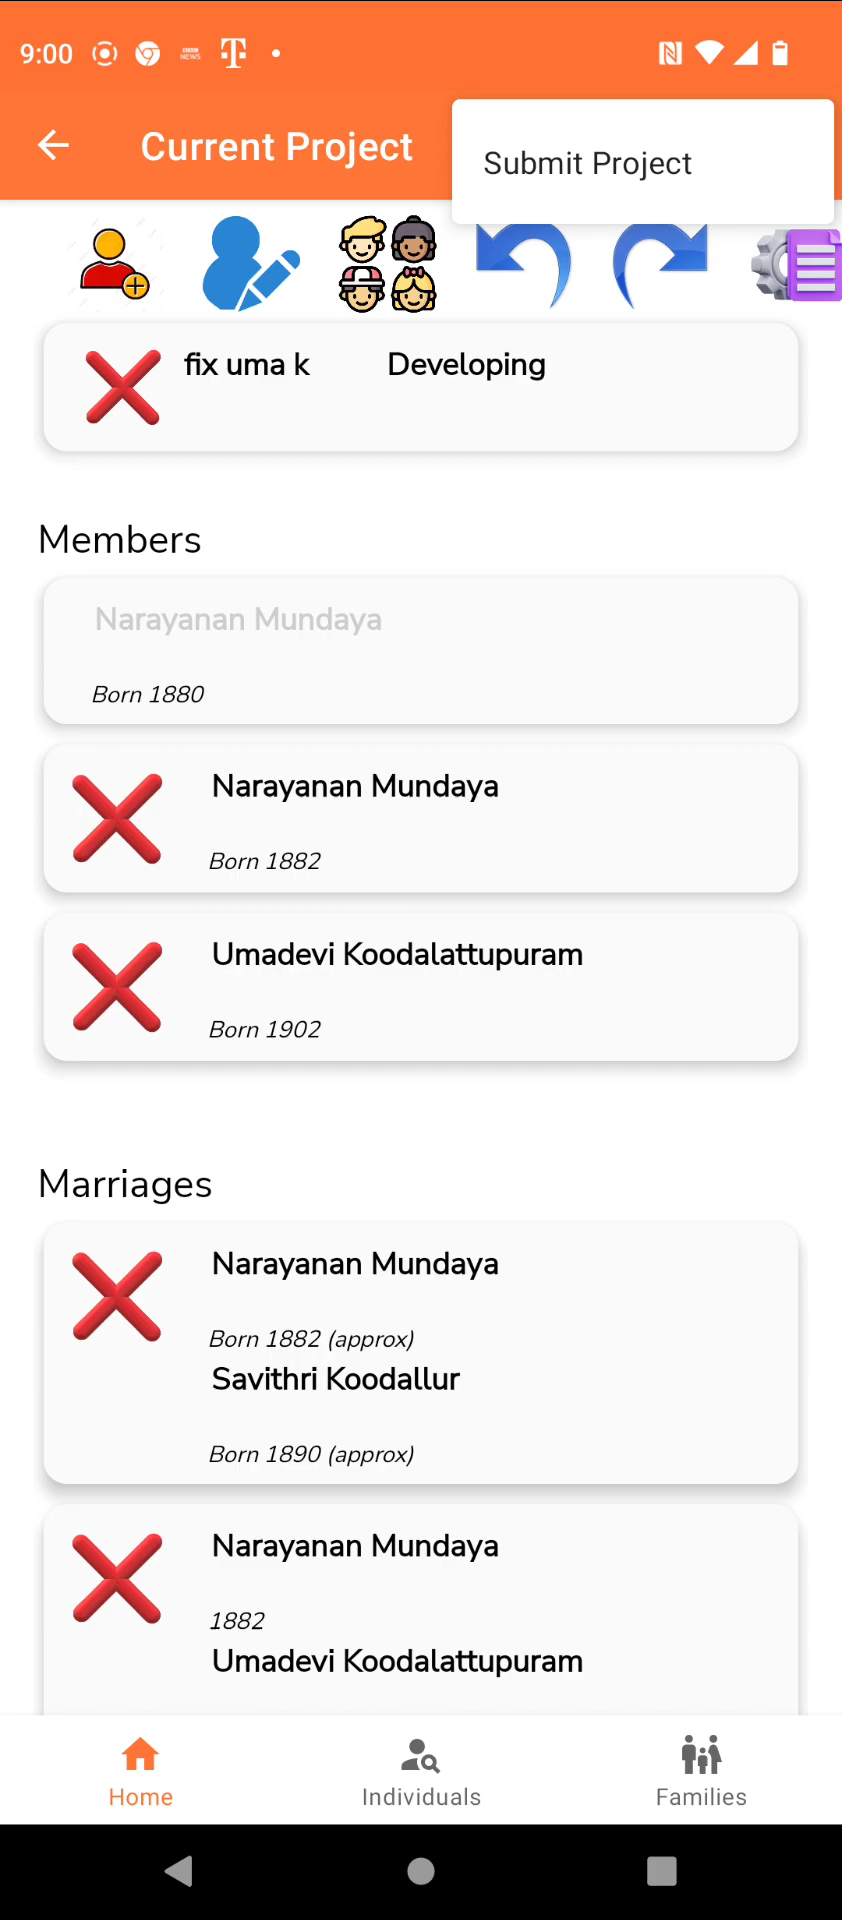 9:00
BBC NEWS
T
Current Project
Submit Project
fix uma k Developing
Members
Narayanan Mundaya
Born 1880
Narayanan Mundaya
Born 1882
Umadevi Koodalattupuram
Born 1902
Marriages
Narayanan Mundaya
Born 1882 (approx)
Savithri Koodallur
Born 1890 (approx)
Narayanan Mundaya
1882
Umadevi Koodalattupuram
Home Individuals Families